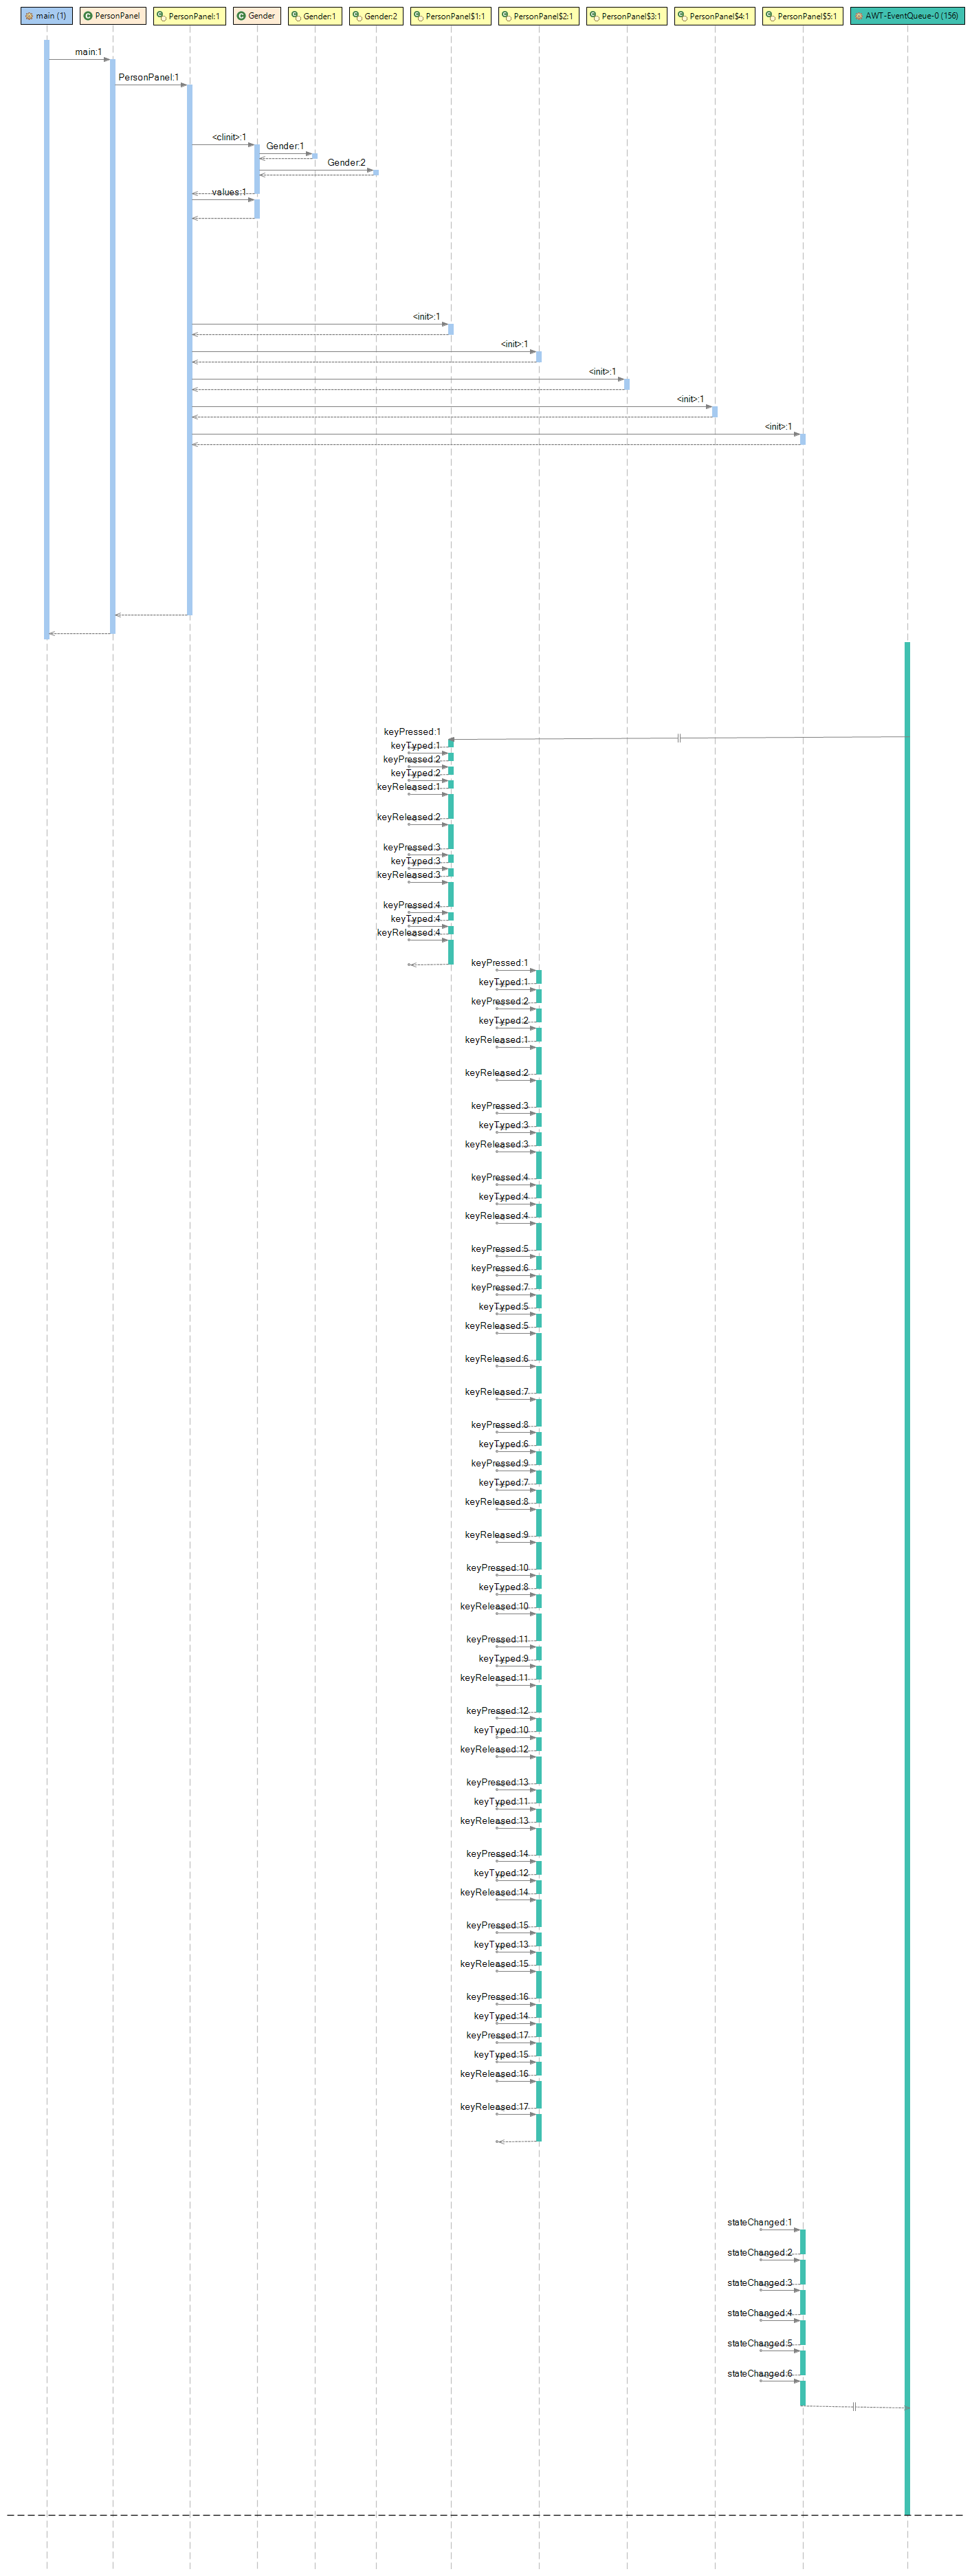 main (1)
PersonPanel
PersonPanel:1
Gender
Gender:1
Gender:2
PersonPanel$1:1
PersonPanel$2:1
PersonPanel$3:1
PersonPanel$4:1
PersonPanel$5:1
AWT-EventQueue-0 (156)
main:1
PersonPanel:1
<clinit>:1
Gender:1
Gender:2
values:1
<init>:1
<init>:1
<init>:1
<init>:1
<init>:1
keyPressed:1
keyTyped:1
keyPressed:2
keyTyped:2
keyReleased:1
keyReleased:2
keyPressed:3
keyTyped:3
keyReleased:3
keyPressed:4
keyTyped:4
keyReleased:4
keyPressed:1
keyTyped:1
keyPressed:2
keyTyped:2
keyReleased:1
keyReleased:2
keyPressed:3
keyTyped:3
keyReleased:3
keyPressed:4
keyTyped:4
keyReleased:4
keyPressed:5
keyPressed:6
keyPressed:7
keyTyped:5
keyReleased:5
keyReleased:6
keyReleased:7
keyPressed:8
keyTyped:6
keyPressed:9
keyTyped:7
keyReleased:8
keyReleased:9
keyPressed:10
keyTyped:8
keyReleased:10
keyPressed:11
keyTyped:9
keyReleased:11
keyPressed:12
keyTyped:10
keyReleased:12
keyPressed:13
keyTyped:11
keyReleased:13
keyPressed:14
keyTyped:12
keyReleased:14
keyPressed:15
keyTyped:13
keyReleased:15
keyPressed:16
keyTyped:14
keyPressed:17
keyTyped:15
keyReleased:16
keyReleased:17
stateChanged:1
stateChanged:2
stateChanged:3
stateChanged:4
stateChanged:5
stateChanged:6